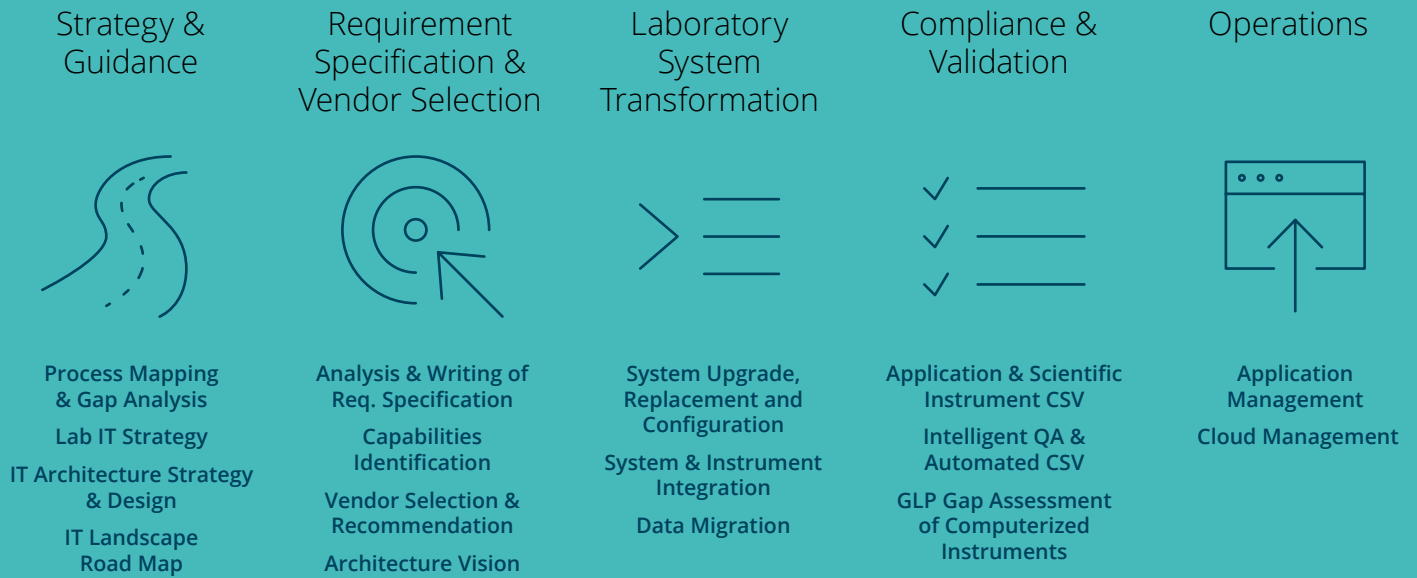 Strategy &
Guidance
Process Mapping
& Gap Analysis
Lab IT Strategy
IT Architecture Strategy
& Design
IT Landscape
Road Map
Requirement
Specification &
Vendor Selection
Analysis & Writing of
Req. Specification
Capabilities
Identification
Vendor Selection &
Recommendation
Architecture Vision
Laboratory
System
Transformation
System Upgrade,
Replacement and
Configuration
System & Instrument
Integration
Data Migration
Compliance &
Validation
Application & Scientific
Instrument CSV
Intelligent QA &
Automated CSV
GLP Gap Assessment
of Computerized
Instruments
Operations
Application
Management
Cloud Management